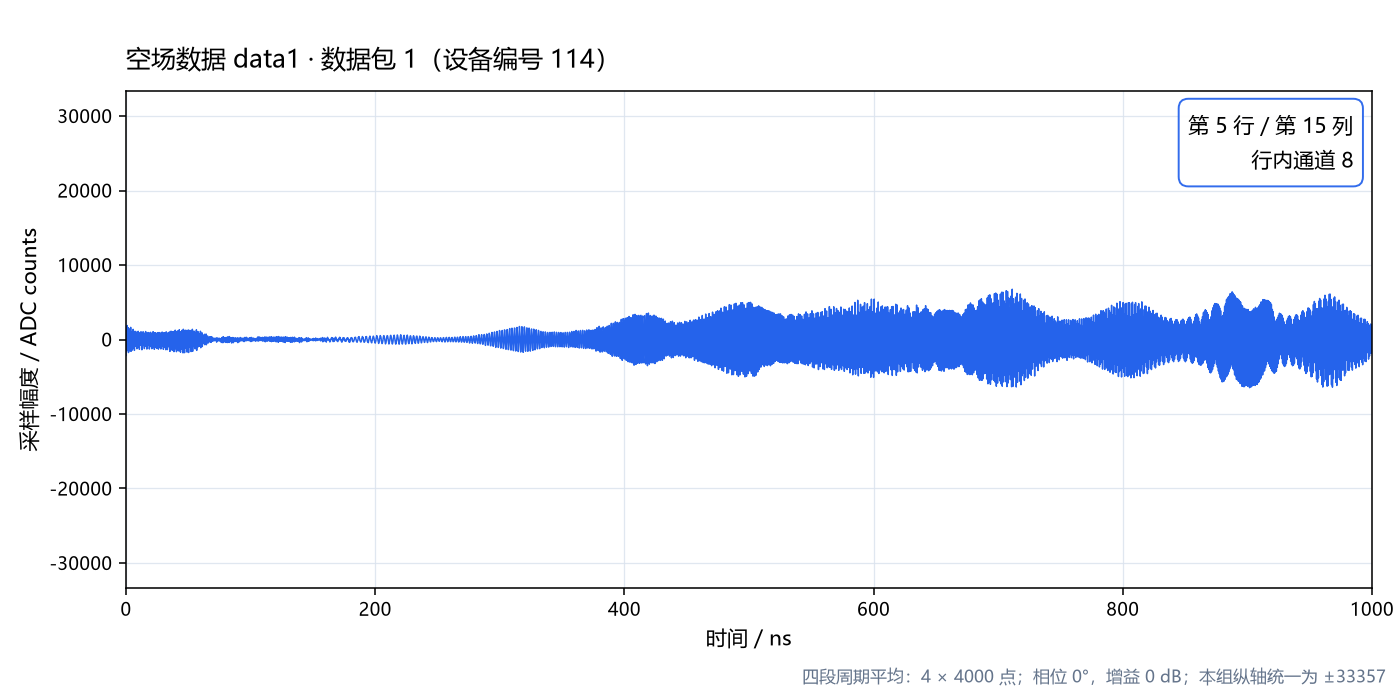 空场数据 data1 · 数据包 1（设备编号 114）
第 5 行 / 第 15 列
行内通道 8
采样幅度 / ADC counts
30000
20000
10000
0
-10000
-20000
-30000
0
200
400
600
800
1000
时间 / ns
四段周期平均：4 × 4000 点；相位 0°，增益 0 dB；本组纵轴统一为 ±33357